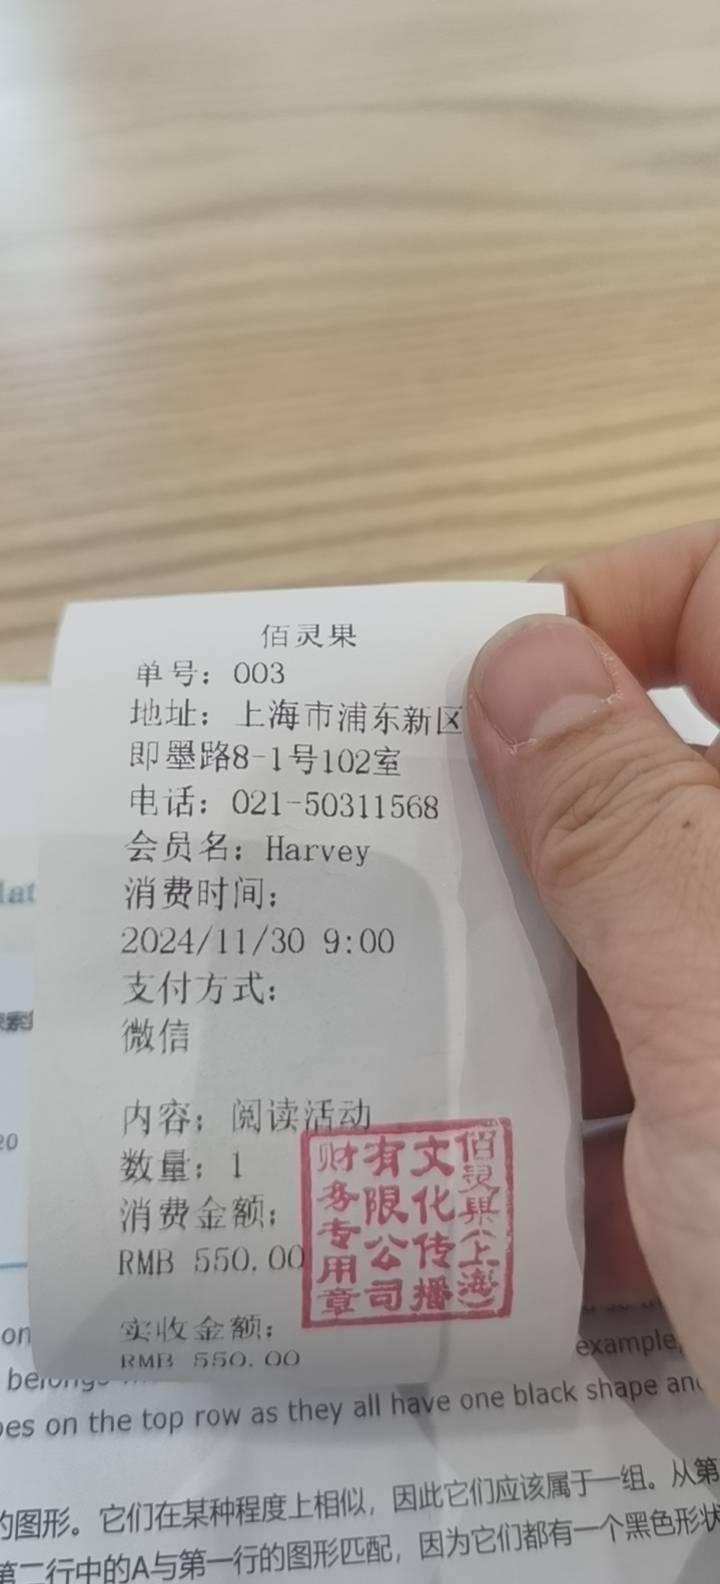 佰灵果
单号：003
地址：上海市浦东新区
即墨路8-1号102室
电话：021-50311568
会员名：Harvey
消费时间：
2024/11/30 9:00
支付方式：
微信
内容：阅读活动
数量：1
消费金额：
RMB 550.00
实收金额：
RMB 550.00
佰灵果（上海）
文化传播
有限公司
财务专用章
lat
20
on
example,
belongs
pes on the top row as they all have one black shape and
的图形。它们在某种程度上相似，因此它们应该属于一组。从第
第二行中的A与第一行的图形匹配，因为它们都有一个黑色形状